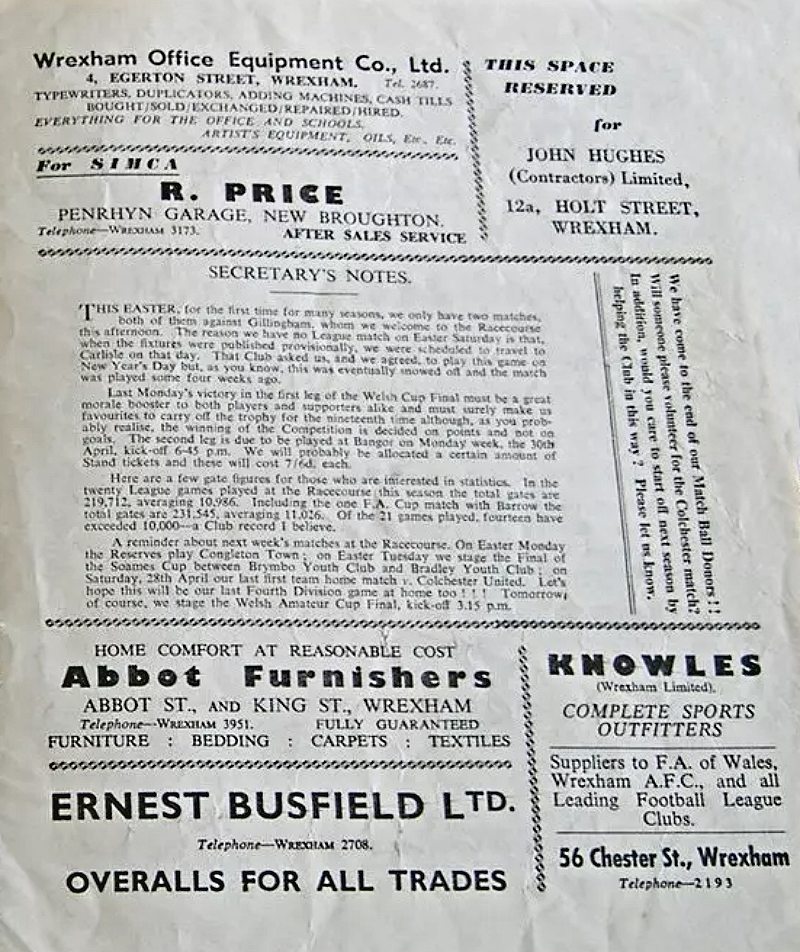 Wrexham Office Equipment Co., Ltd.
4, EGERTON STREET, WREXHAM. Tel. 2687.
TYPEWRITERS, DUPLICATORS, ADDING MACHINES, CASH TILLS
BOUGHT/SOLD/EXCHANGED/REPAIRED/HIRED.
EVERYTHING FOR THE OFFICE AND SCHOOLS.
ARTIST'S EQUIPMENT, OILS, Etc., Etc.
For SIMCA
R. PRICE
PENRHYN GARAGE, NEW BROUGHTON.
Telephone—WREXHAM 3173. AFTER SALES SERVICE
THIS SPACE
RESERVED
for
JOHN HUGHES
(Contractors) Limited,
12a, HOLT STREET,
WREXHAM.
SECRETARY'S NOTES.
THIS EASTER, for the first time for many seasons, we only have two matches,
both of them against Gillingham, whom we welcome to the Racecourse
this afternoon. The reason we have no League match on Easter Saturday is that,
when the fixtures were published provisionally, we were scheduled to travel to
Carlisle on that day. That Club asked us, and we agreed, to play this game on
New Year's Day but, as you know, this was eventually snowed off and the match
was played some four weeks ago.
Last Monday's victory in the first leg of the Welsh Cup Final must be a great
morale booster to both players and supporters alike and must surely make us
favourites to carry off the trophy for the nineteenth time although, as you prob-
ably realise, the winning of the Competition is decided on points and not on
goals. The second leg is due to be played at Bangor on Monday week, the 30th
April, kick-off 6-45 p.m. We will probably be allocated a certain amount of
Stand tickets and these will cost 7/6d. each.
Here are a few gate figures for those who are interested in statistics. In the
twenty League games played at the Racecourse this season the total gates are
219,712, averaging 10,986. Including the one F.A. Cup match with Barrow the
total gates are 231,545, averaging 11,026. Of the 21 games played, fourteen have
exceeded 10,000—a Club record I believe.
A reminder about next week's matches at the Racecourse. On Easter Monday
the Reserves play Congleton Town; on Easter Tuesday we stage the Final of
the Soames Cup between Brymbo Youth Club and Bradley Youth Club; on
Saturday, 28th April our last first team home match v. Colchester United. Let's
hope this will be our last Fourth Division game at home too ! ! ! Tomorrow,
of course, we stage the Welsh Amateur Cup Final, kick-off 3.15 p.m.
We have come to the end of our Match Ball Donors ! !
Will someone please volunteer for the Colchester match?
In addition, would you care to start off next season by
helping the Club in this way ? Please let us know.
HOME COMFORT AT REASONABLE COST
Abbot Furnishers
ABBOT ST., AND KING ST., WREXHAM
Telephone—WREXHAM 3951. FULLY GUARANTEED
FURNITURE : BEDDING : CARPETS : TEXTILES
ERNEST BUSFIELD LTD.
Telephone—WREXHAM 2708.
OVERALLS FOR ALL TRADES
KNOWLES
(Wrexham Limited).
COMPLETE SPORTS
OUTFITTERS
Suppliers to F.A. of Wales,
Wrexham A.F.C., and all
Leading Football League
Clubs.
56 Chester St., Wrexham
Telephone—2193